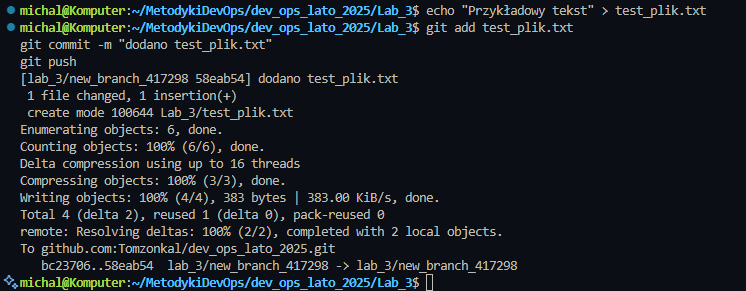 michal@Komputer:~/MetodykiDevOps/dev_ops_lato_2025/Lab_3$ echo "Przykładowy tekst" > test_plik.txt
michal@Komputer:~/MetodykiDevOps/dev_ops_lato_2025/Lab_3$ git add test_plik.txt
git commit -m "dodano test_plik.txt"
git push
[lab_3/new_branch_417298 58eab54] dodano test_plik.txt
 1 file changed, 1 insertion(+)
 create mode 100644 Lab_3/test_plik.txt
Enumerating objects: 6, done.
Counting objects: 100% (6/6), done.
Delta compression using up to 16 threads
Compressing objects: 100% (3/3), done.
Writing objects: 100% (4/4), 383 bytes | 383.00 KiB/s, done.
Total 4 (delta 2), reused 1 (delta 0), pack-reused 0
remote: Resolving deltas: 100% (2/2), completed with 2 local objects.
To github.com:Tomzonkal/dev_ops_lato_2025.git
   bc23706..58eab54  lab_3/new_branch_417298 -> lab_3/new_branch_417298
michal@Komputer:~/MetodykiDevOps/dev_ops_lato_2025/Lab_3$